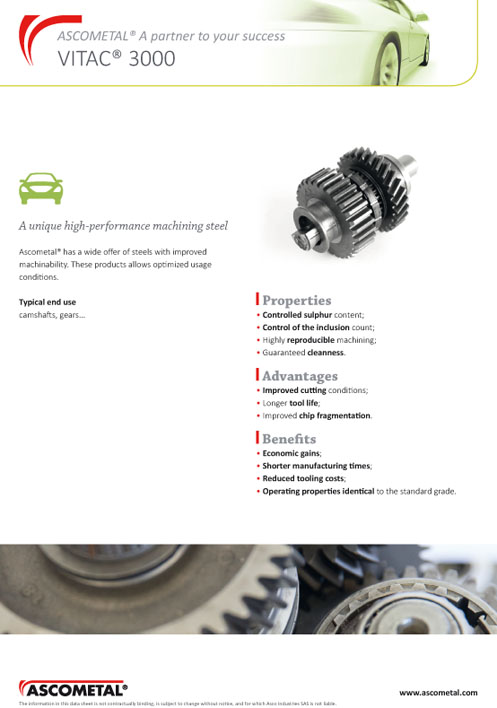 ASCOMETAL® A partner to your success
VITAC® 3000
A unique high-performance machining steel
Ascometal® has a wide offer of steels with improved
machinability. These products allows optimized usage
conditions.
Typical end use
camshafts, gears...
Properties
• Controlled sulphur content;
• Control of the inclusion count;
• Highly reproducible machining;
• Guaranteed cleanness.
Advantages
• Improved cutting conditions;
• Longer tool life;
• Improved chip fragmentation.
Benefits
• Economic gains;
• Shorter manufacturing times;
• Reduced tooling costs;
• Operating properties identical to the standard grade.
ASCOMETAL®
www.ascometal.com
The information in this data sheet is not contractually binding, is subject to change without notice, and for which Asco Industries SAS is not liable.